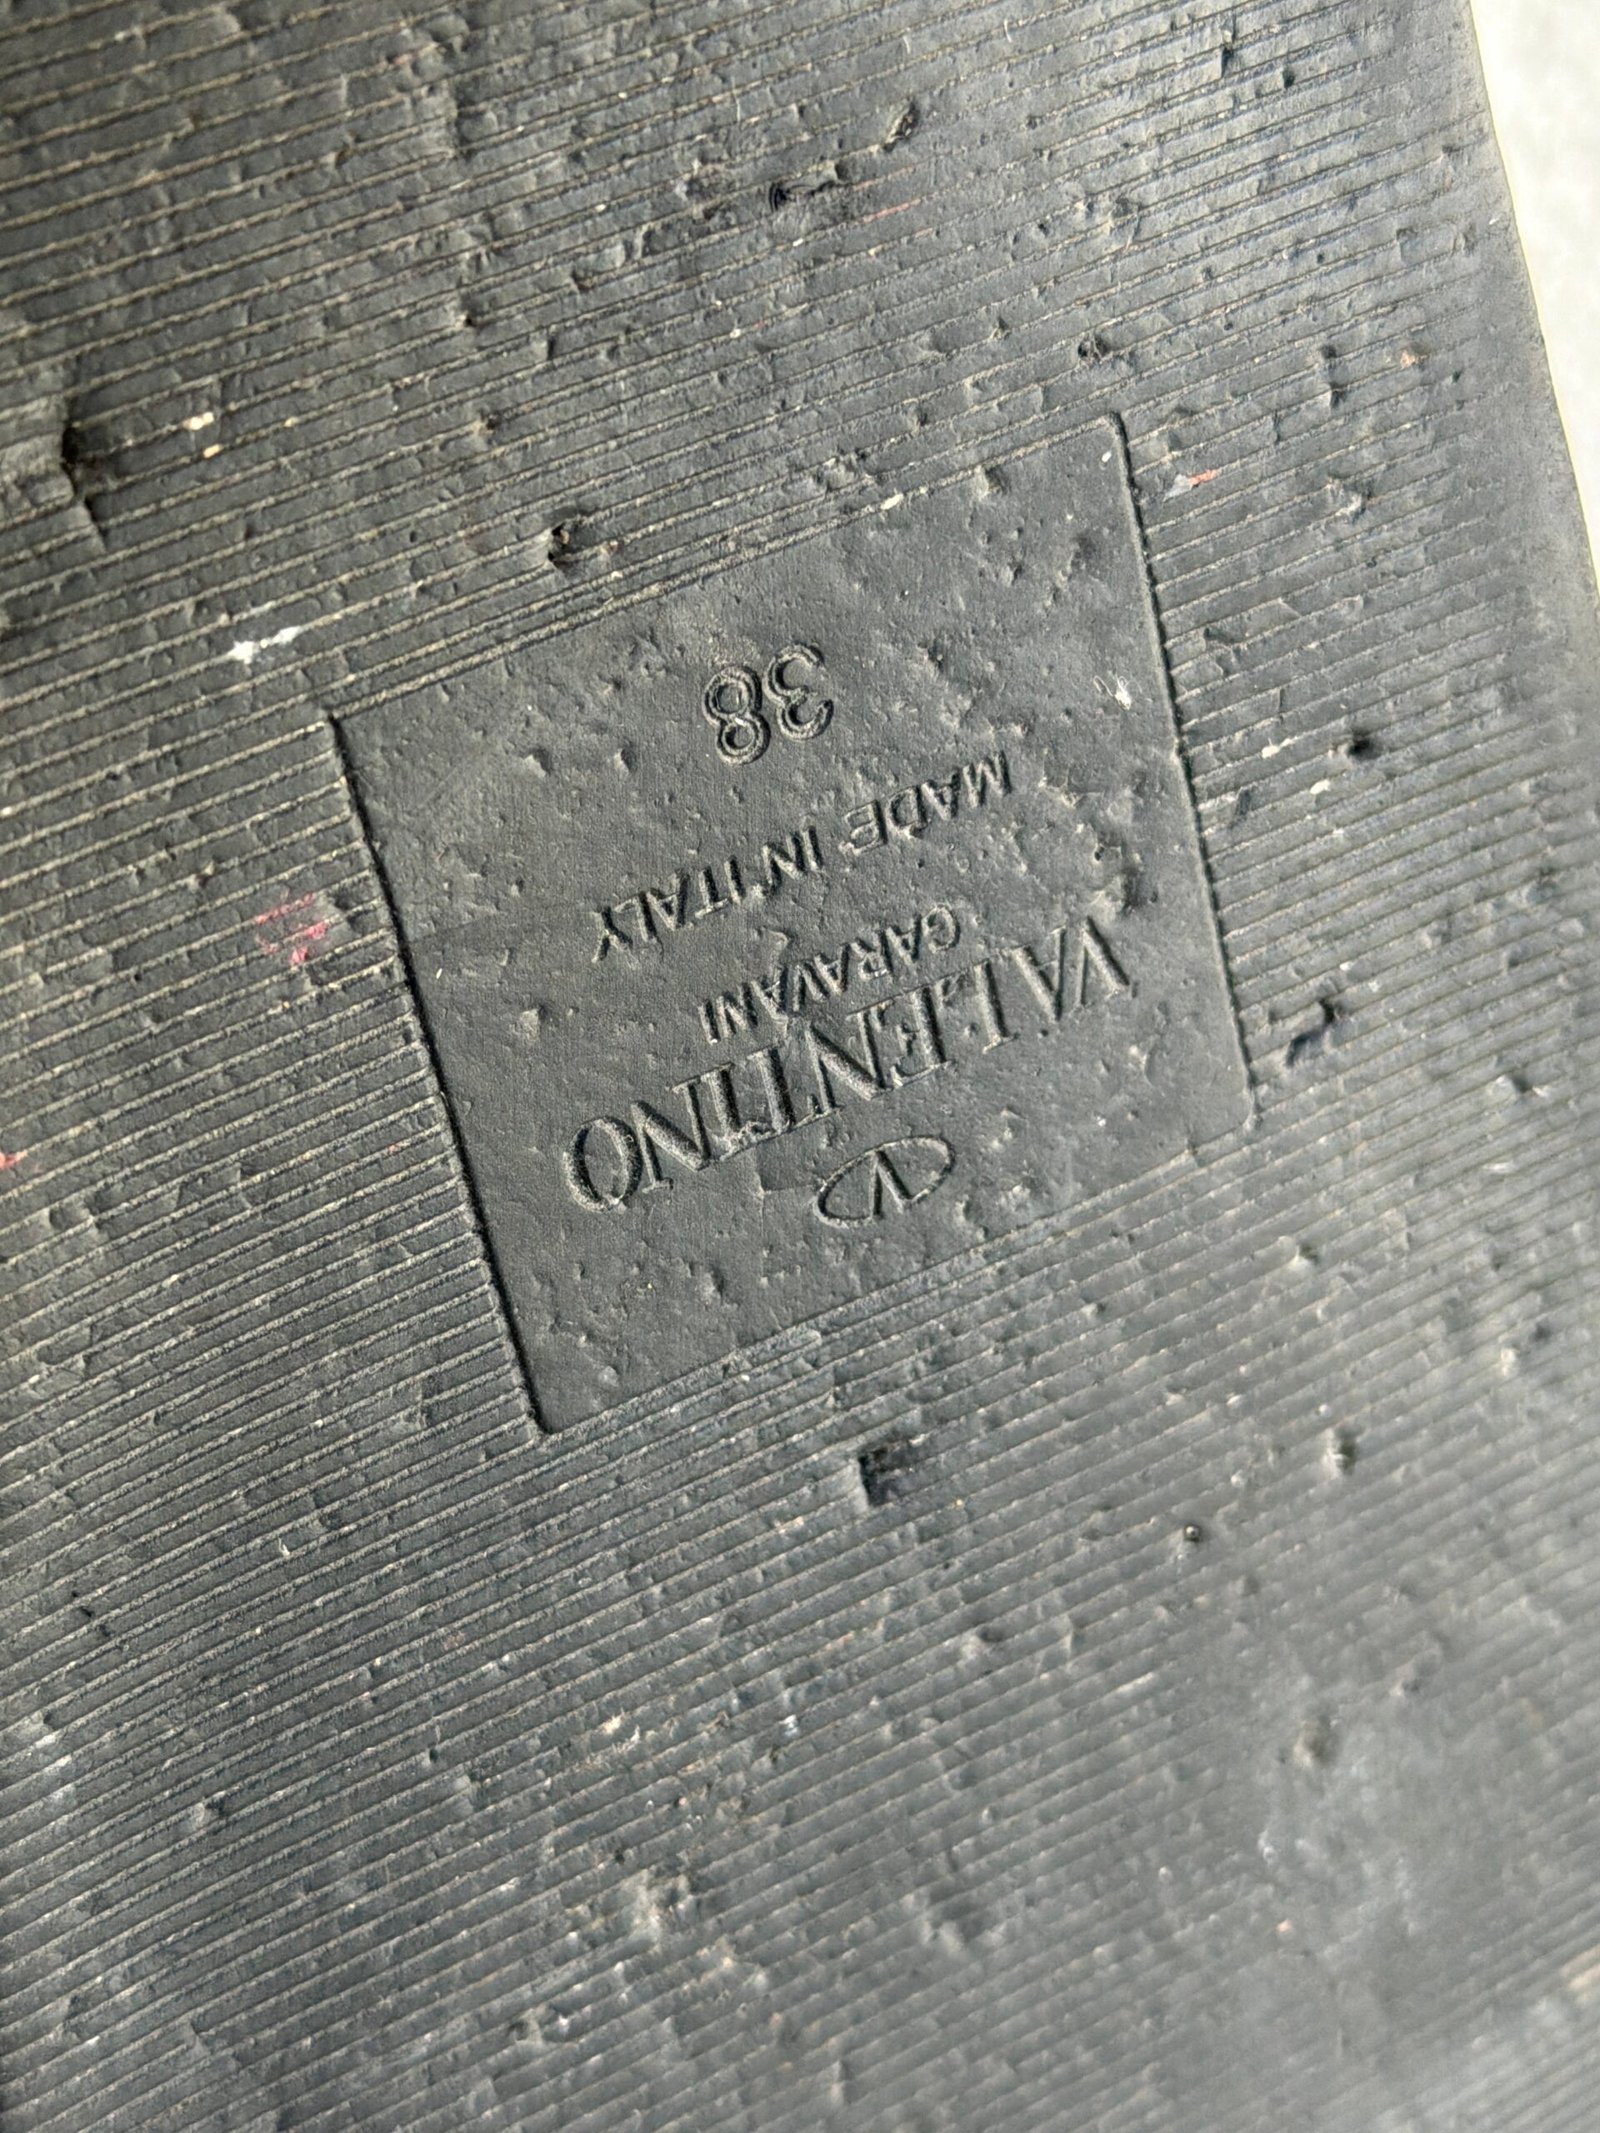 V
VALENTINO
GARAVANI
MADE IN ITALY
38